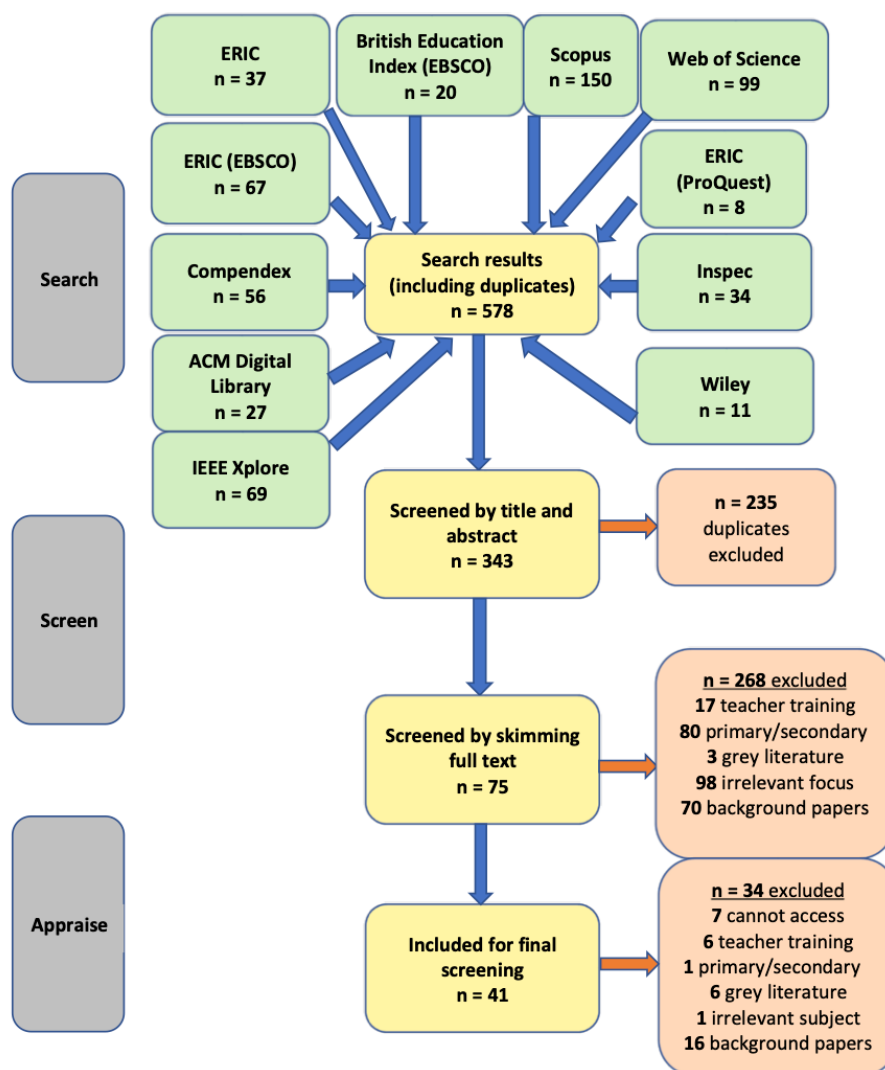 ERIC
n = 37
British Education
Index (EBSCO)
n = 20
Scopus
n = 150
Web of Science
n = 99
ERIC (EBSCO)
n = 67
ERIC
(ProQuest)
n = 8
Search
Compendex
n = 56
Search results
(including duplicates)
n = 578
Inspec
n = 34
ACM Digital
Library
n = 27
Wiley
n = 11
IEEE Xplore
n = 69
Screened by title and
abstract
n = 343
n = 235
duplicates
excluded
Screen
Screened by skimming
full text
n = 75
n = 268 excluded
17 teacher training
80 primary/secondary
3 grey literature
98 irrelevant focus
70 background papers
Appraise
Included for final
screening
n = 41
n = 34 excluded
7 cannot access
6 teacher training
1 primary/secondary
6 grey literature
1 irrelevant subject
16 background papers